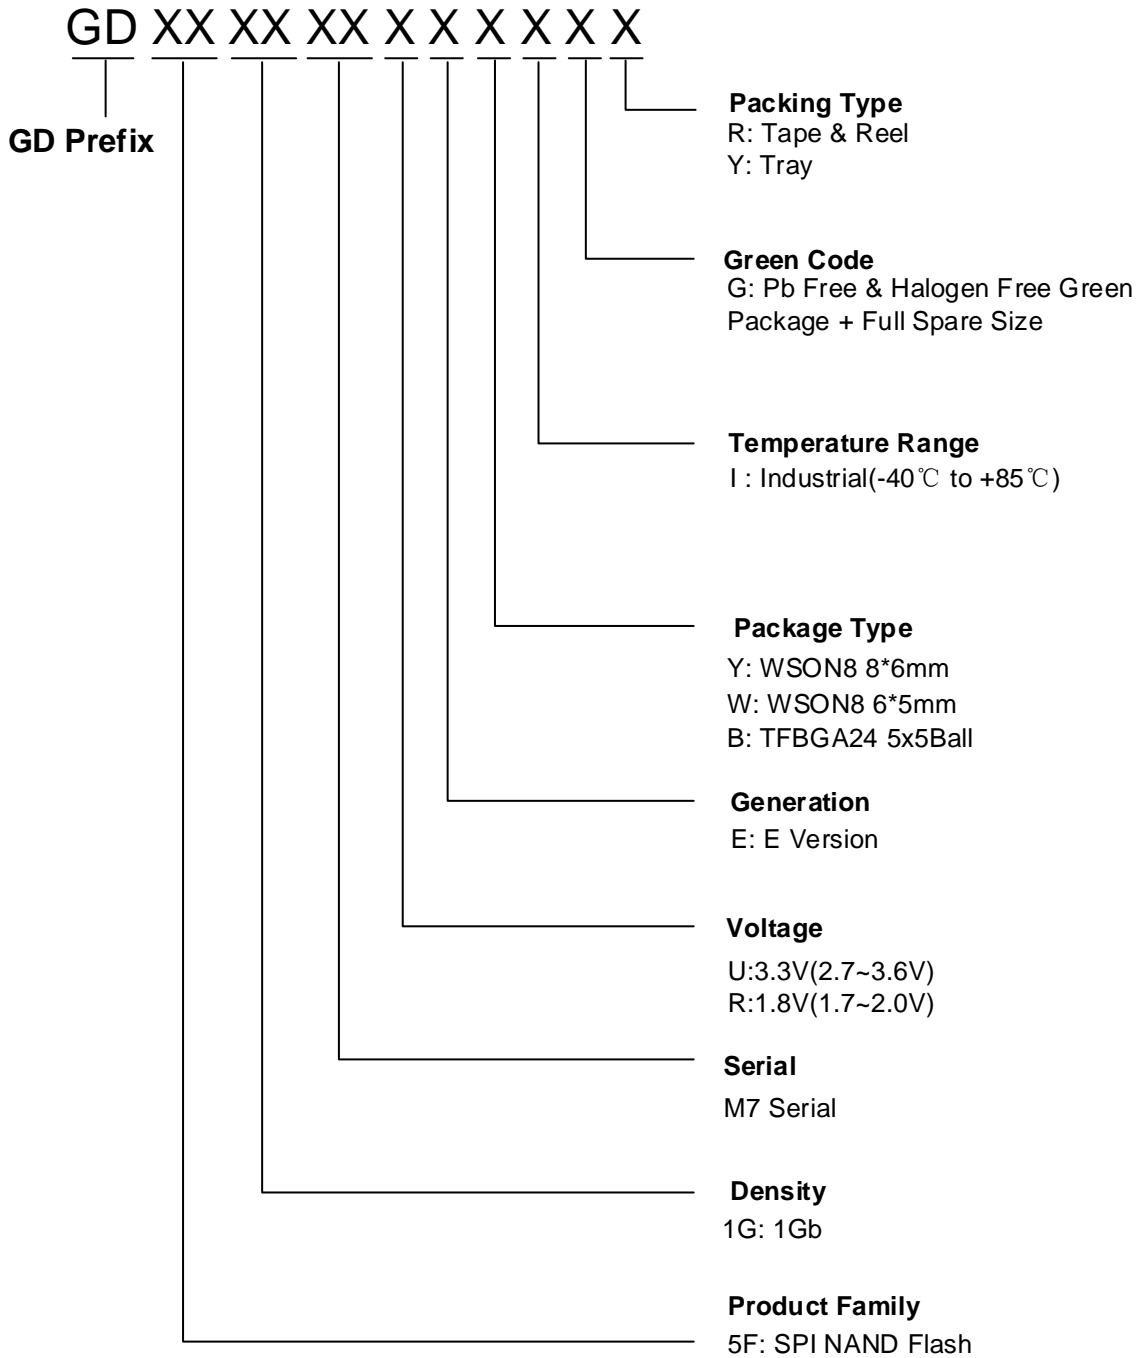 GD XX XX XX X X X X X X
GD Prefix
Packing Type
R: Tape & Reel
Y: Tray
Green Code
G: Pb Free & Halogen Free Green
Package + Full Spare Size
Temperature Range
I : Industrial(-40℃ to +85℃)
Package Type
Y: WSON8 8*6mm
W: WSON8 6*5mm
B: TFBGA24 5x5Ball
Generation
E: E Version
Voltage
U:3.3V(2.7~3.6V)
R:1.8V(1.7~2.0V)
Serial
M7 Serial
Density
1G: 1Gb
Product Family
5F: SPI NAND Flash